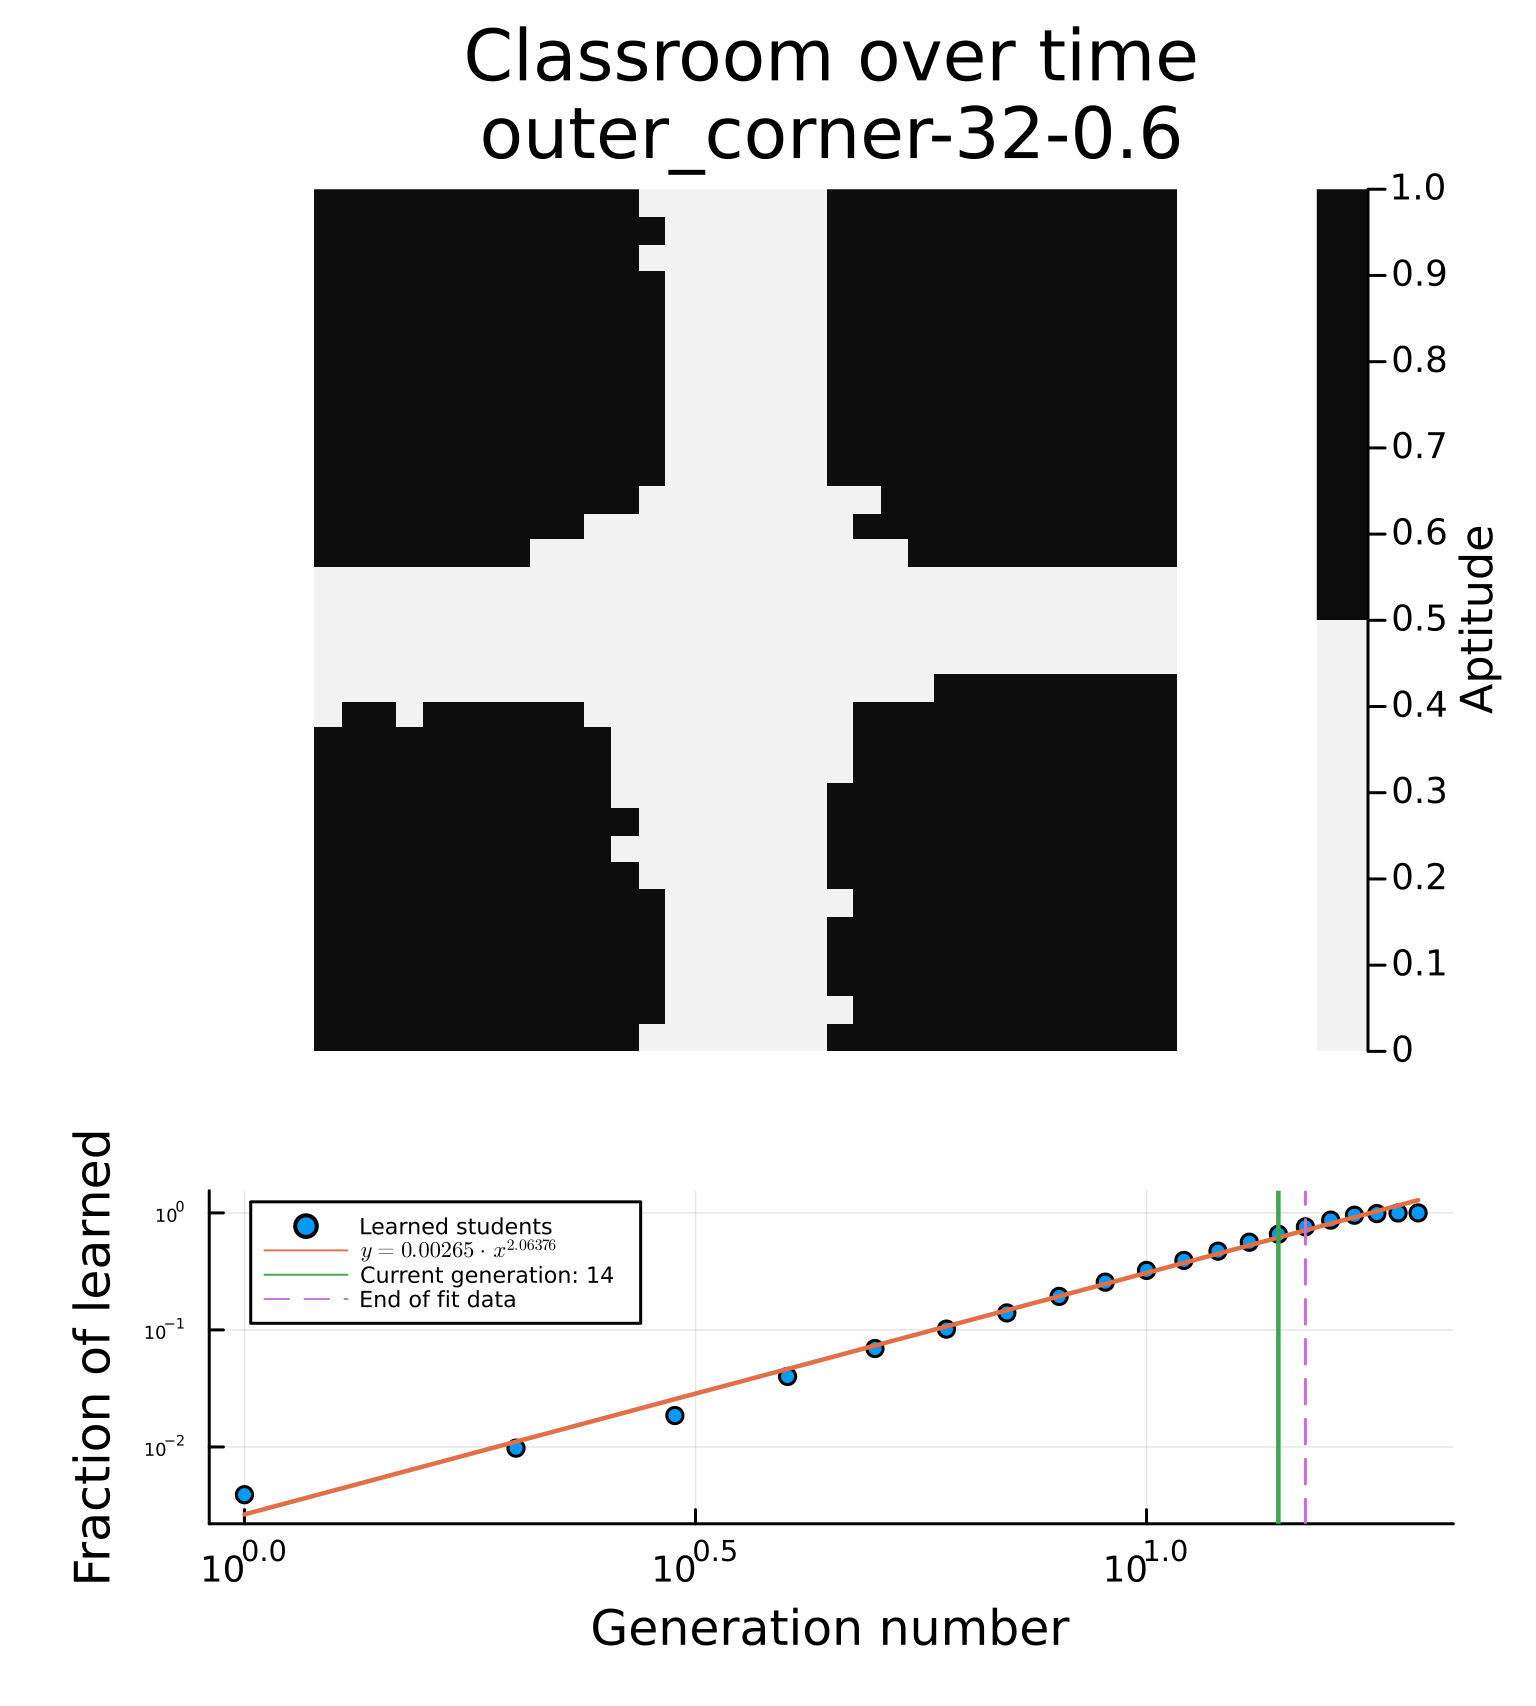 Classroom over time
outer_corner-32-0.6
1.0
0.9
0.8
0.7
0.6
0.5
0.4
0.3
0.2
0.1
0
Aptitude
Fraction of learned
10⁰
10⁻¹
10⁻²
Learned students
y = 0.00265 · x^2.06376
Current generation: 14
End of fit data
10^0.0
10^0.5
10^1.0
Generation number